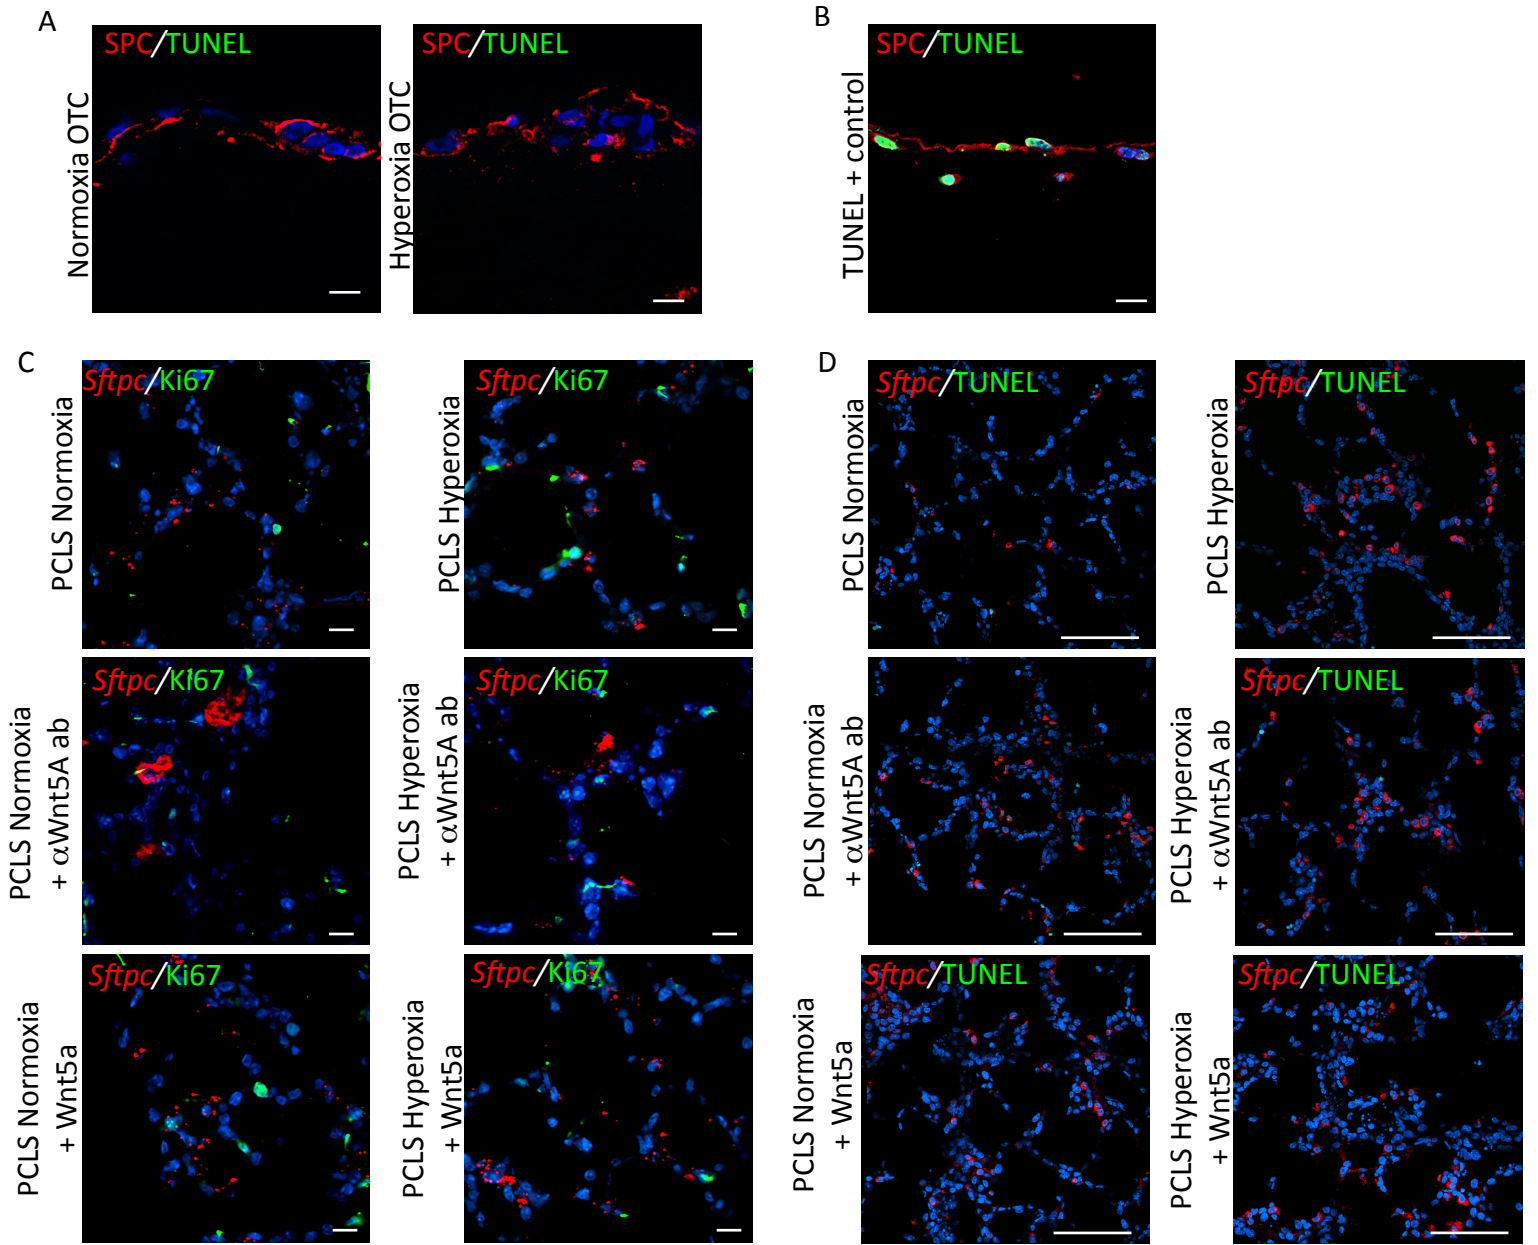 A
SPC/TUNEL
Normoxia OTC
SPC/TUNEL
Hyperoxia OTC
B
SPC/TUNEL
TUNEL + control
C
Sftpc/Ki67
PCLS Normoxia
Sftpc/Ki67
PCLS Hyperoxia
Sftpc/Ki67
PCLS Normoxia
+ αWnt5A ab
Sftpc/Ki67
PCLS Hyperoxia
+ αWnt5A ab
Sftpc/Ki67
PCLS Normoxia
+ Wnt5a
Sftpc/Ki67
PCLS Hyperoxia
+ Wnt5a
D
Sftpc/TUNEL
PCLS Normoxia
Sftpc/TUNEL
PCLS Hyperoxia
PCLS Normoxia
+ αWnt5A ab
Sftpc/TUNEL
PCLS Hyperoxia
+ αWnt5A ab
Sftpc/TUNEL
PCLS Normoxia
+ Wnt5a
Sftpc/TUNEL
PCLS Hyperoxia
+ Wnt5a